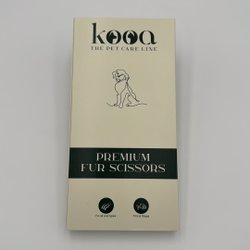 kooa
THE PET CARE LINE
PREMIUM
FUR SCISSORS